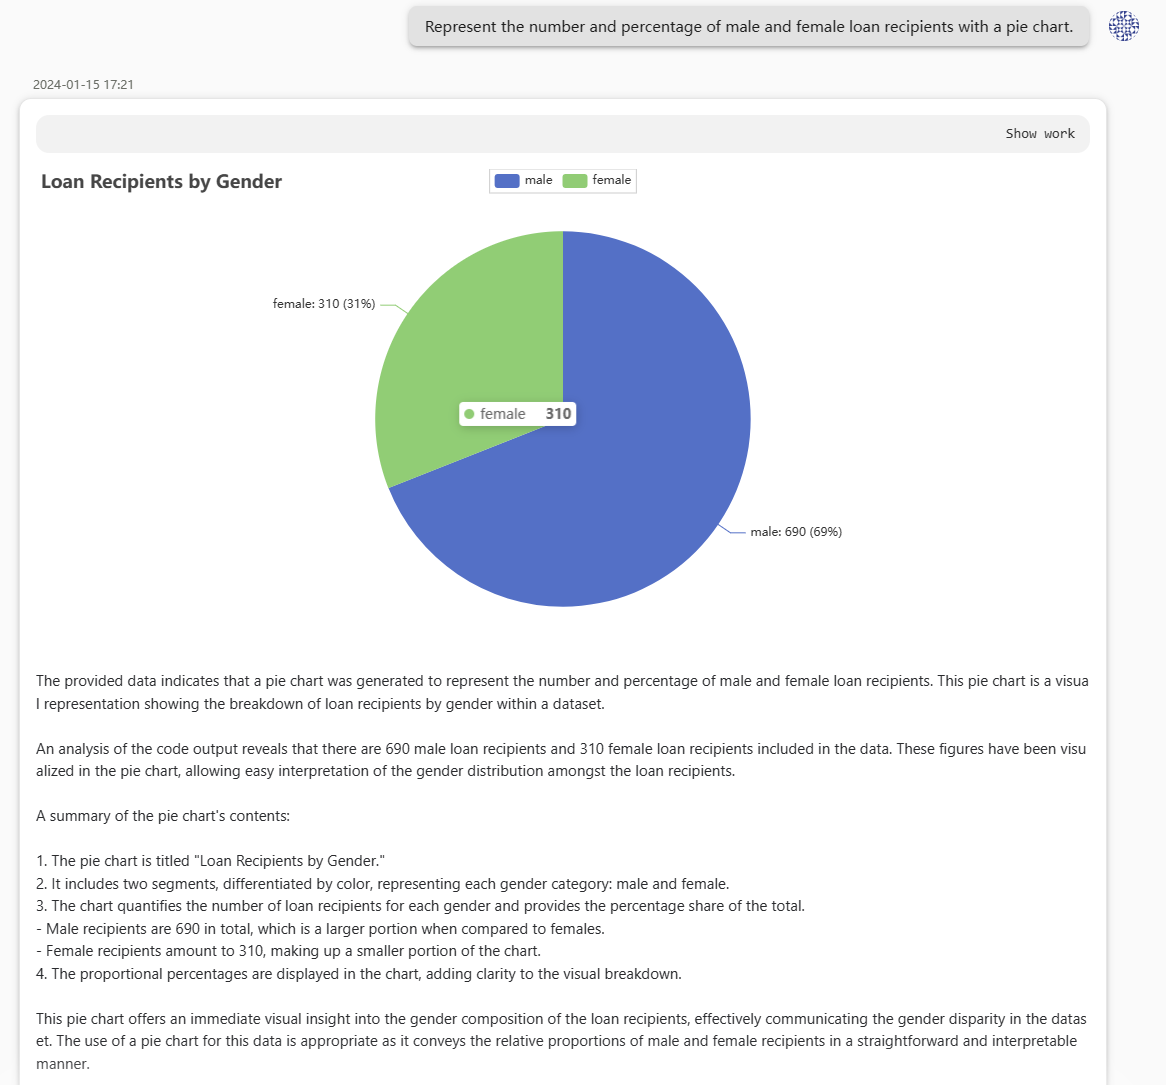 Represent the number and percentage of male and female loan recipients with a pie chart.
2024-01-15 17:21
Show work
Loan Recipients by Gender
male
female
female: 310 (31%)
female 310
male: 690 (69%)
The provided data indicates that a pie chart was generated to represent the number and percentage of male and female loan recipients. This pie chart is a visua
l representation showing the breakdown of loan recipients by gender within a dataset.
An analysis of the code output reveals that there are 690 male loan recipients and 310 female loan recipients included in the data. These figures have been visu
alized in the pie chart, allowing easy interpretation of the gender distribution amongst the loan recipients.
A summary of the pie chart's contents:
1. The pie chart is titled "Loan Recipients by Gender."
2. It includes two segments, differentiated by color, representing each gender category: male and female.
3. The chart quantifies the number of loan recipients for each gender and provides the percentage share of the total.
- Male recipients are 690 in total, which is a larger portion when compared to females.
- Female recipients amount to 310, making up a smaller portion of the chart.
4. The proportional percentages are displayed in the chart, adding clarity to the visual breakdown.
This pie chart offers an immediate visual insight into the gender composition of the loan recipients, effectively communicating the gender disparity in the datas
et. The use of a pie chart for this data is appropriate as it conveys the relative proportions of male and female recipients in a straightforward and interpretable
manner.